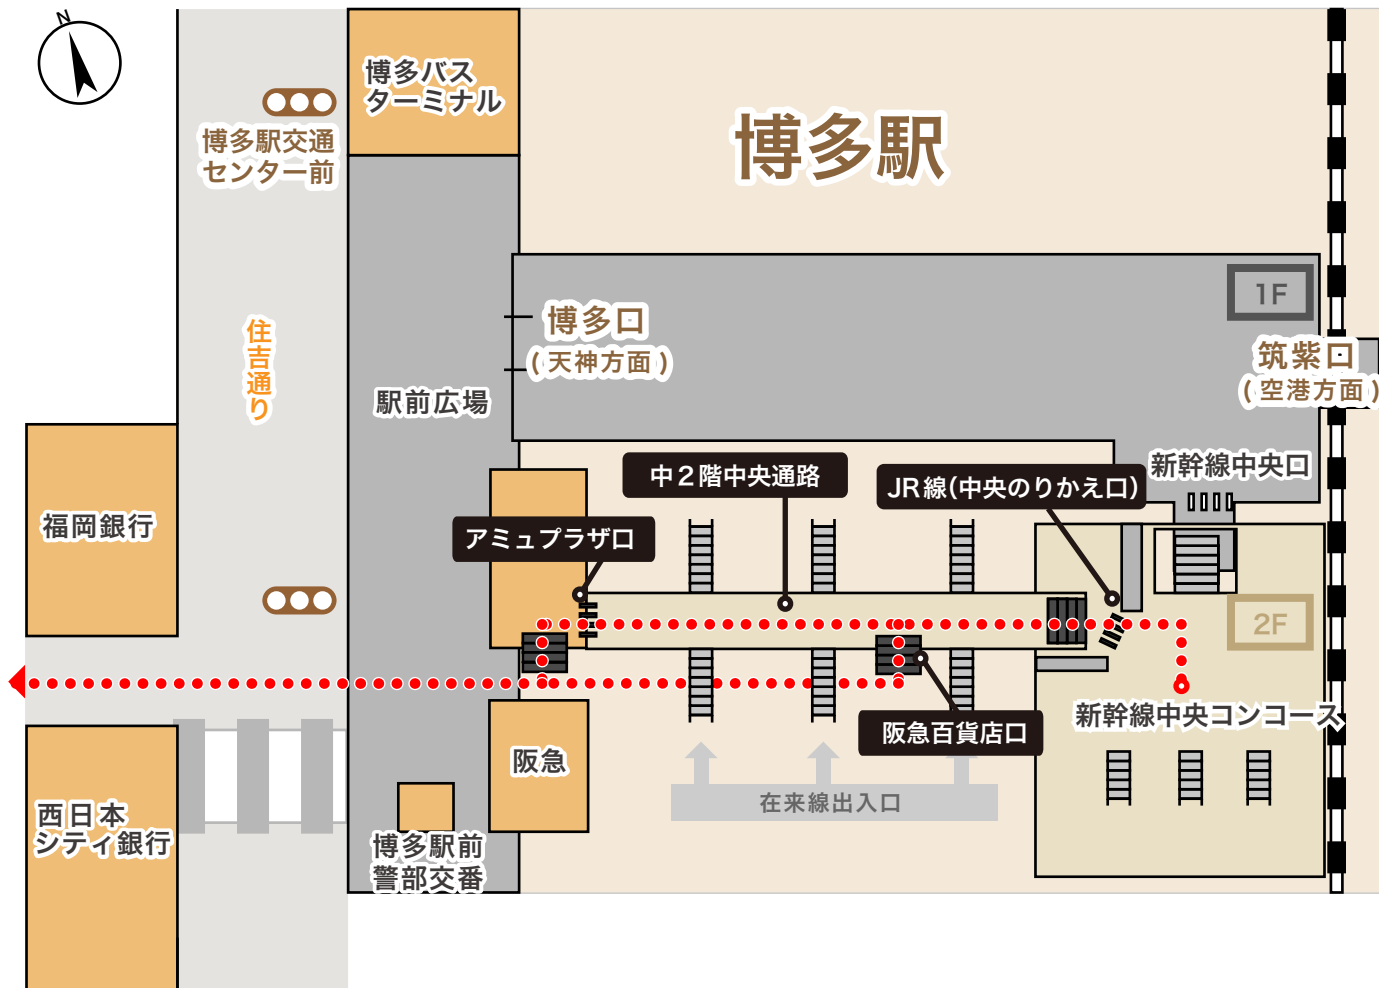 N
博多バス
ターミナル
博多駅交通
センター前
博多駅
1F
博多口
(天神方面)
筑紫口
(空港方面)
住吉通り
駅前広場
中2階中央通路
JR線(中央のりかえ口)
新幹線中央口
福岡銀行
アミュプラザ口
2F
新幹線中央コンコース
阪急百貨店口
阪急
在来線出入口
西日本
シティ銀行
博多駅前
警部交番